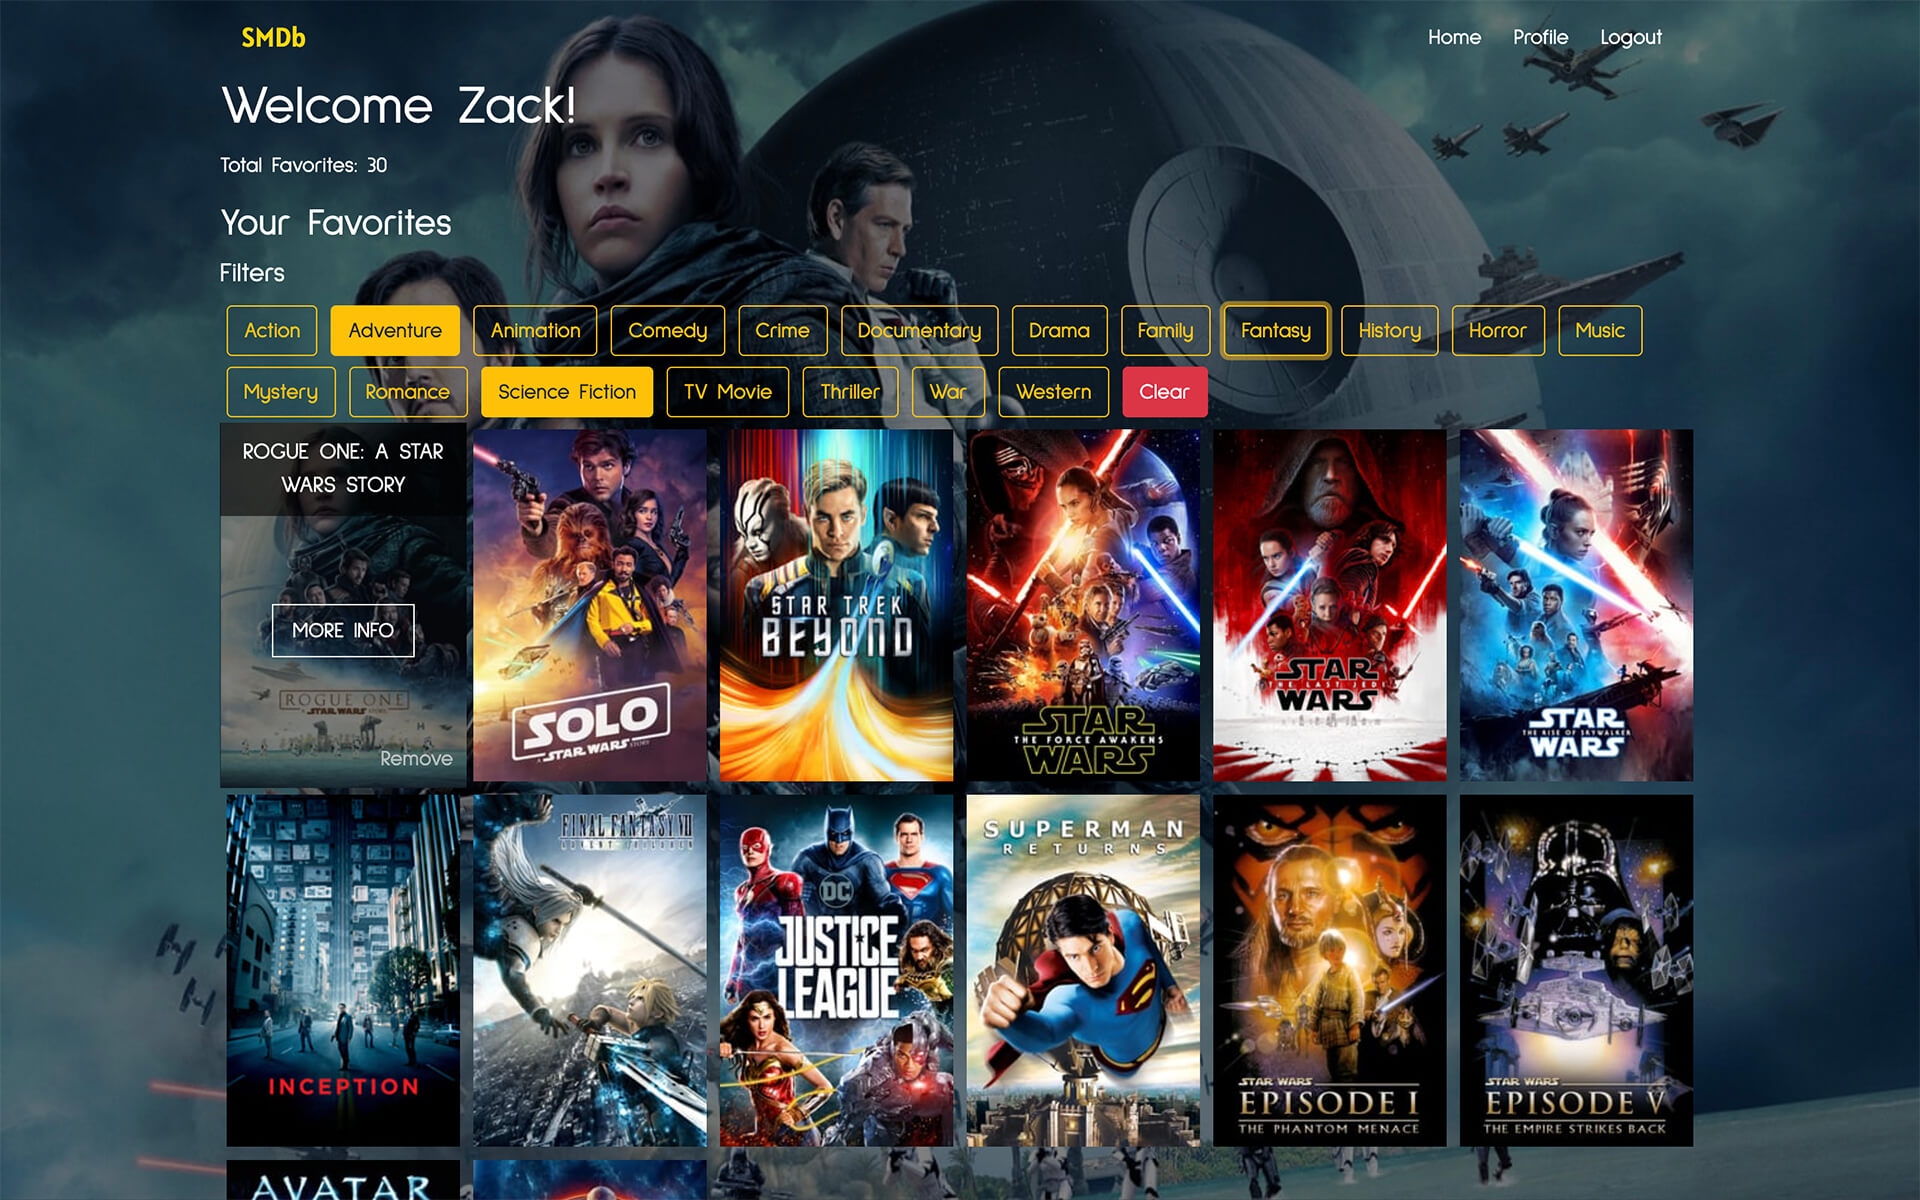 SMDb
Home Profile Logout
Welcome Zack!
Total Favorites: 30
Your Favorites
Filters
Action Adventure Animation Comedy Crime Documentary Drama Family Fantasy History Horror Music
Mystery Romance Science Fiction TV Movie Thriller War Western Clear
ROGUE ONE: A STAR
WARS STORY
MORE INFO
ROGUE ONE
A STAR WARS STORY
Remove
SOLO
A STAR WARS STORY
STAR TREK
BEYOND
STAR
THE FORCE AWAKENS
WARS
STAR
THE LAST JEDI
WARS
STAR
THE RISE OF SKYWALKER
WARS
INCEPTION
FINAL FANTASY VII
ADVENT CHILDREN
DC
JUSTICE
LEAGUE
SUPERMAN
RETURNS
STAR WARS
EPISODE I
THE PHANTOM MENACE
STAR WARS
EPISODE V
THE EMPIRE STRIKES BACK
AVATAR